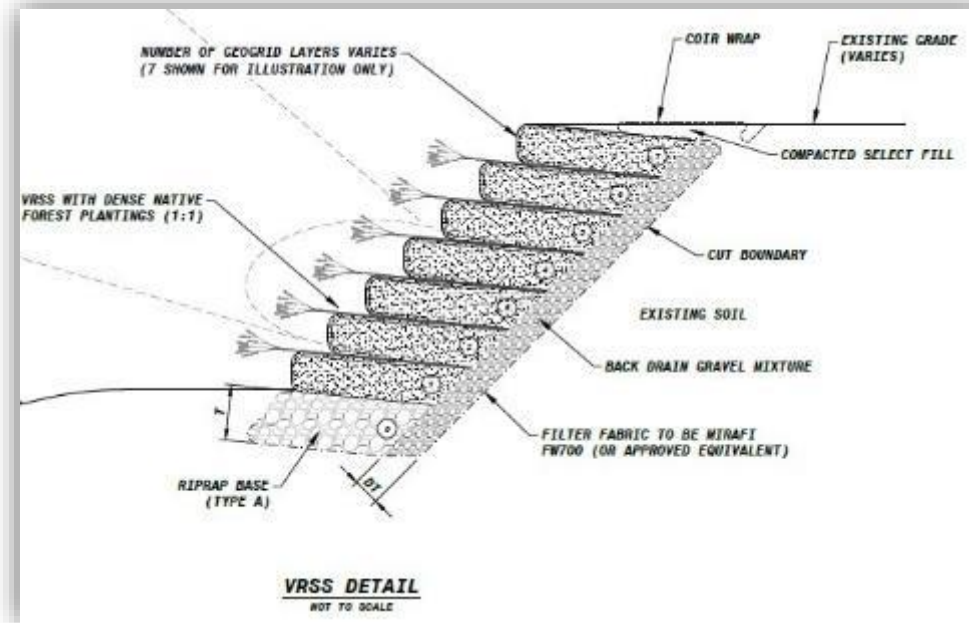 NUMBER OF GEOGRID LAYERS VARIES
(7 SHOWN FOR ILLUSTRATION ONLY)
COIR WRAP
EXISTING GRADE
(VARIES)
COMPACTED SELECT FILL
VRSS WITH DENSE NATIVE
FOREST PLANTINGS (1:1)
CUT BOUNDARY
EXISTING SOIL
BACK DRAIN GRAVEL MIXTURE
T
FILTER FABRIC TO BE MIRAFI
FW700 (OR APPROVED EQUIVALENT)
RIPRAP BASE
(TYPE A)
DT
VRSS DETAIL
NOT TO SCALE